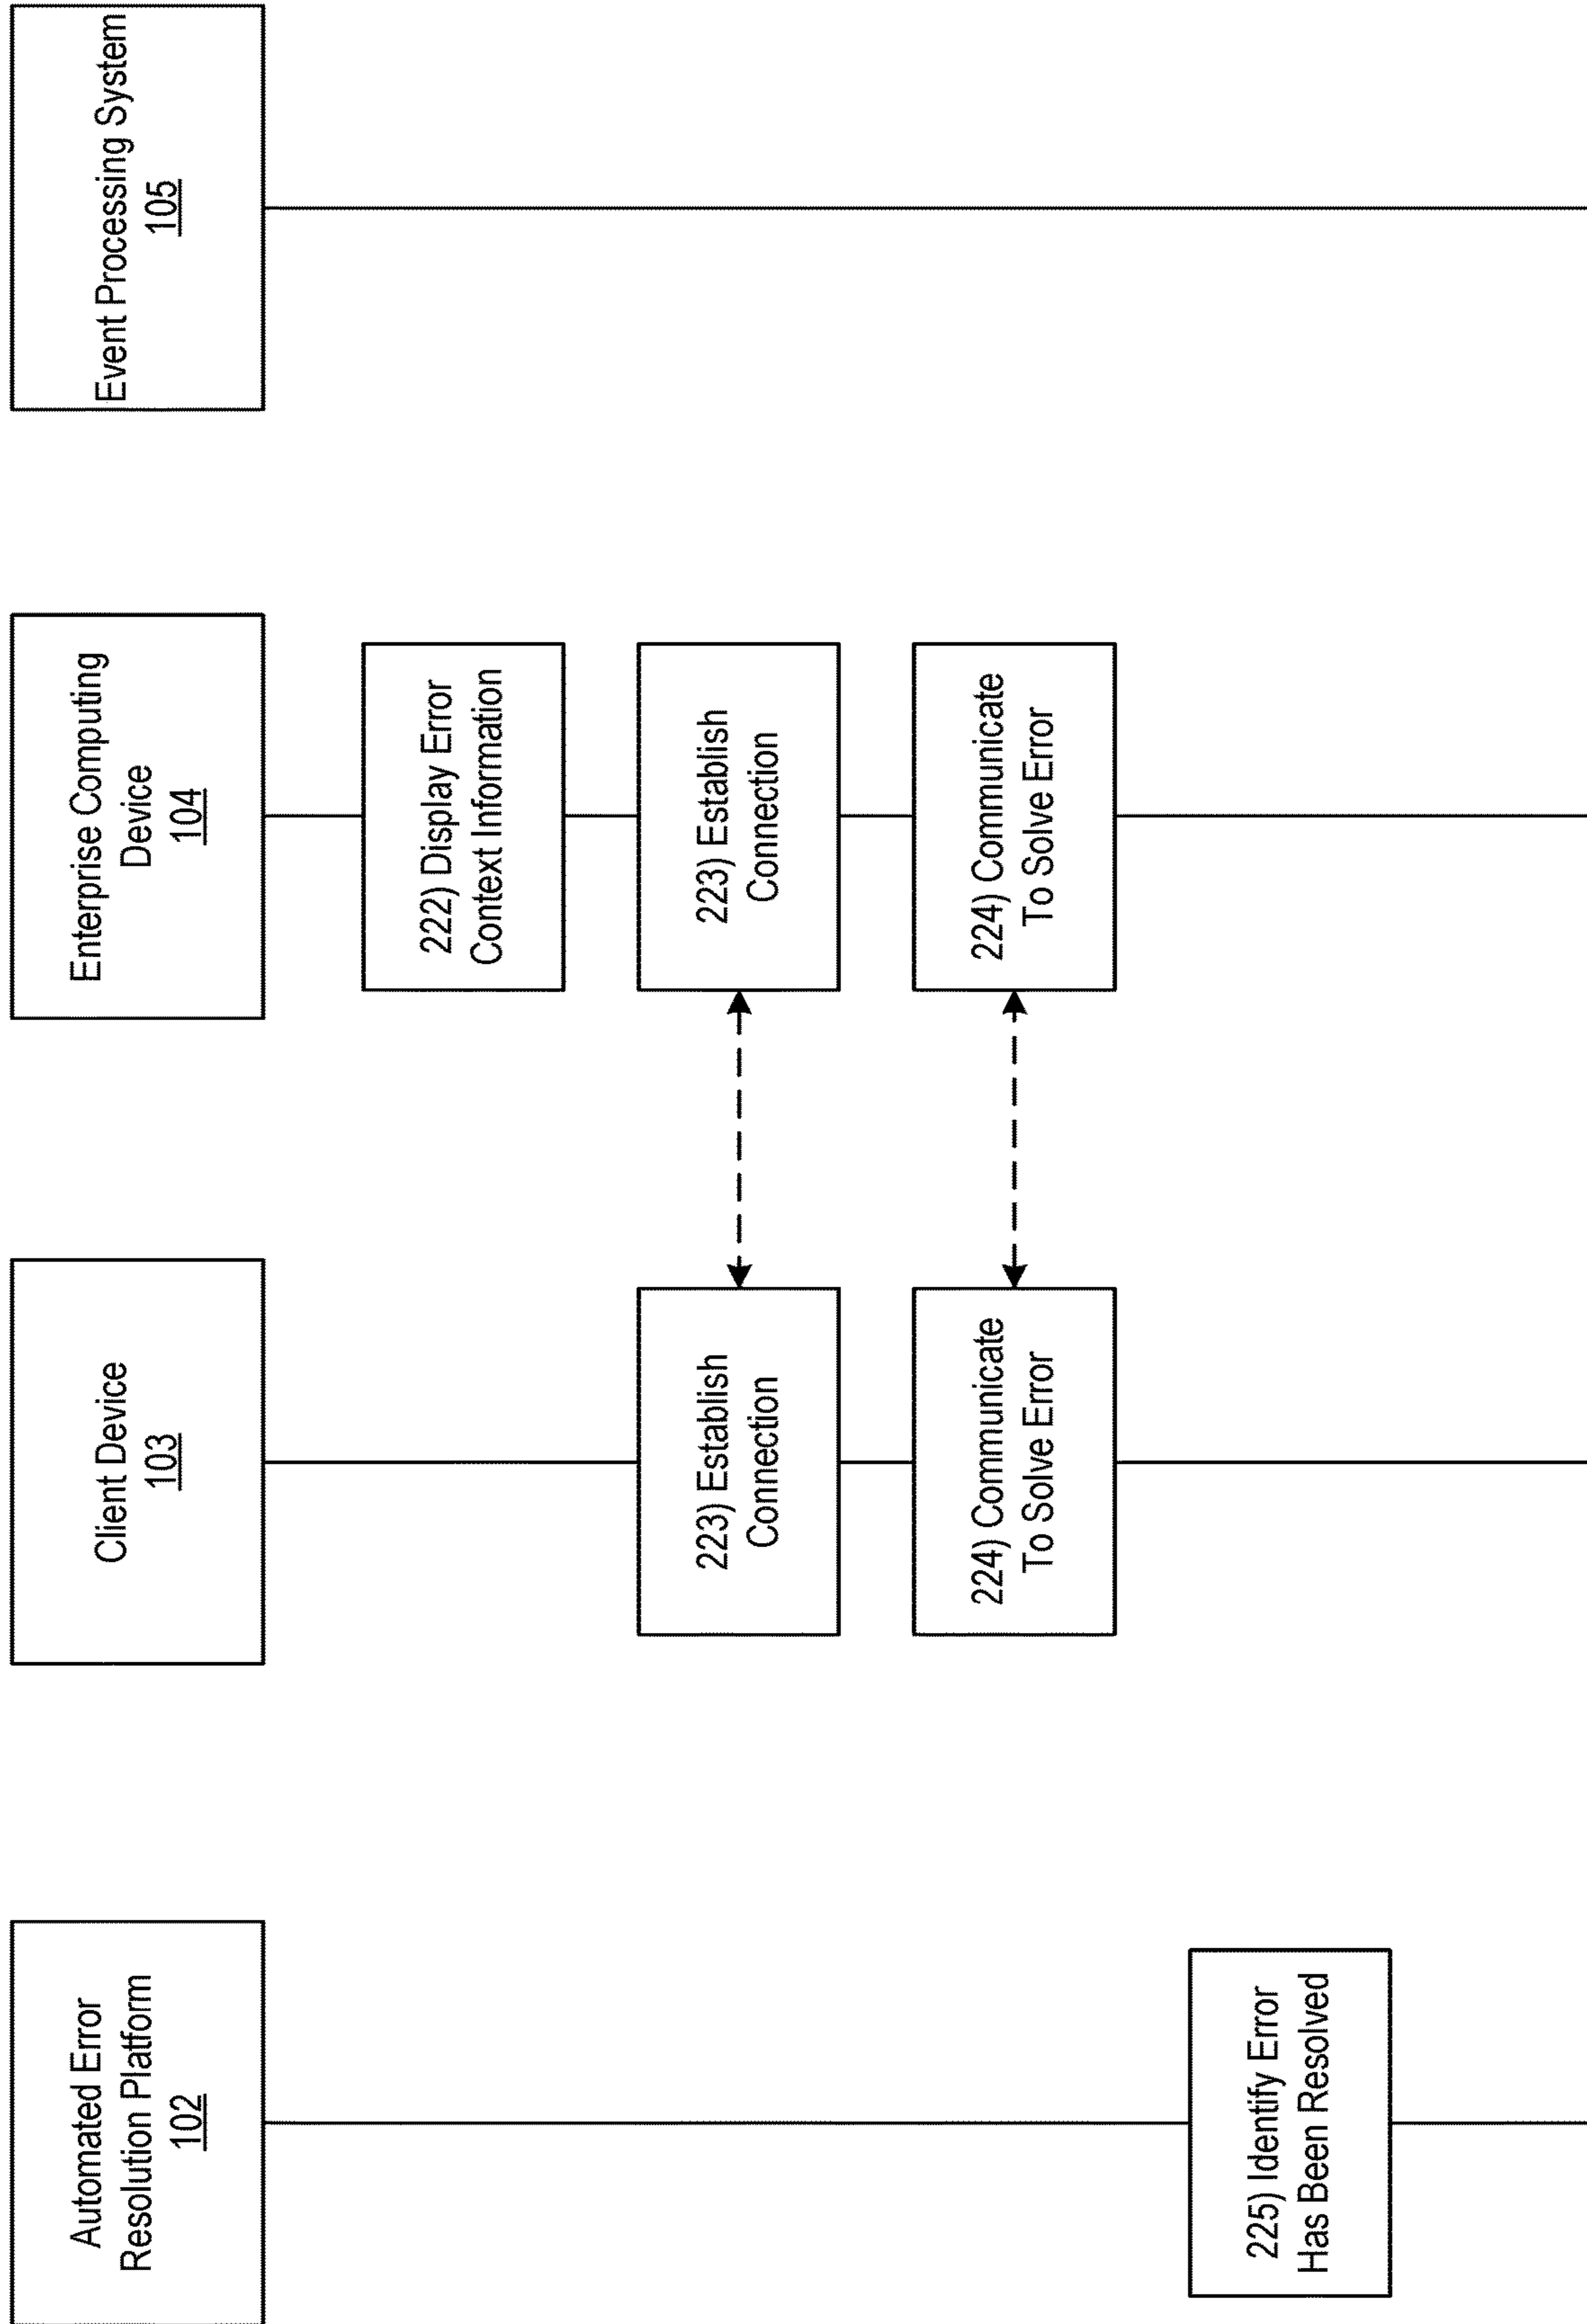 Automated Error
Resolution Platform
102
Client Device
103
Enterprise Computing
Device
104
Event Processing System
105
222) Display Error
Context Information
223) Establish
Connection
223) Establish
Connection
224) Communicate
To Solve Error
224) Communicate
To Solve Error
225) Identify Error
Has Been Resolved